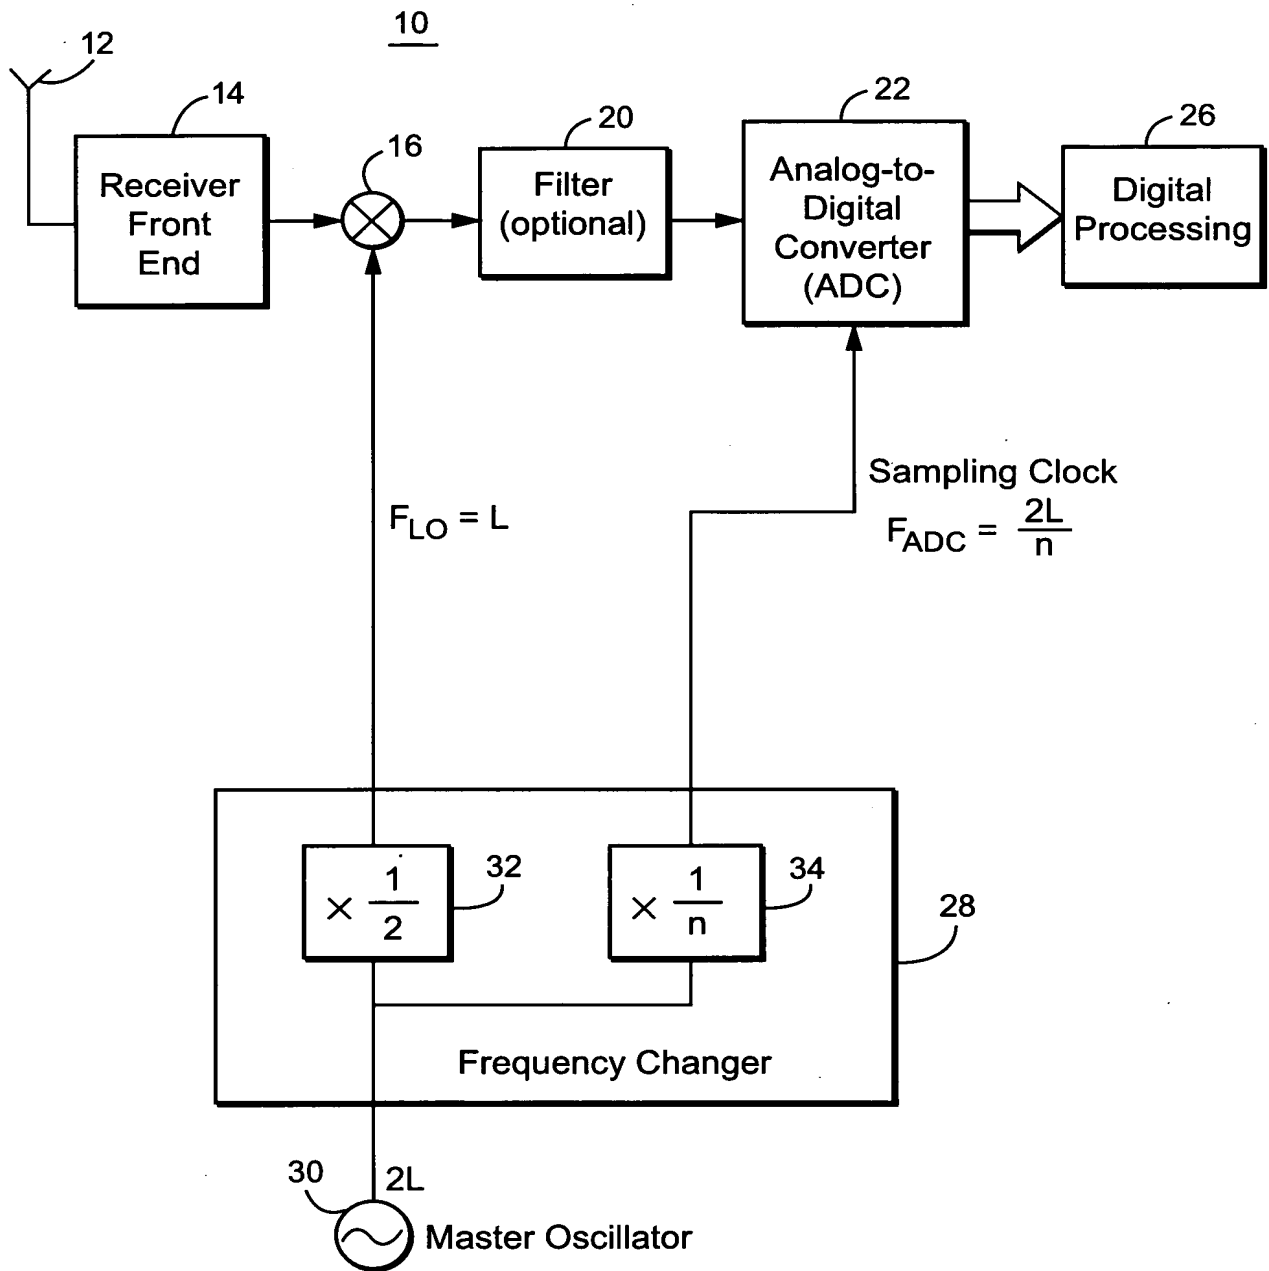 10
12
14
16
20
22
26
Receiver
Front
End
Filter
(optional)
Analog-to-
Digital
Converter
(ADC)
Digital
Processing
F_LO = L
Sampling Clock
F_ADC = 2L/n
× 1/2
32
× 1/n
34
28
Frequency Changer
30
2L
Master Oscillator